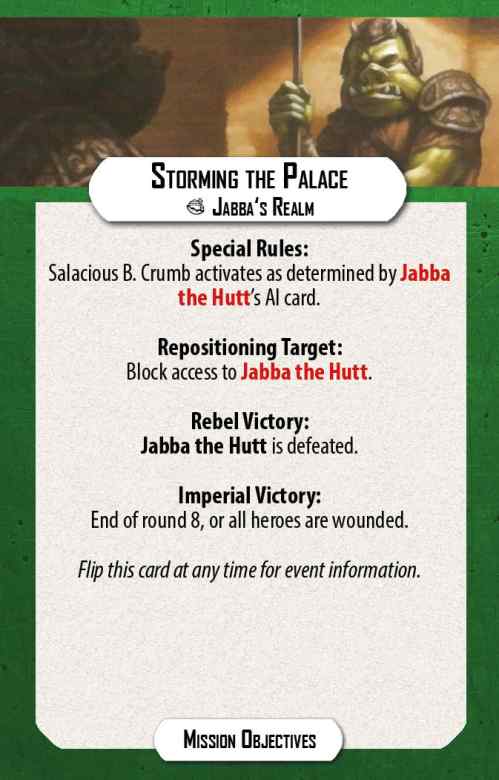 Storming the Palace
Jabba's Realm
Special Rules:
Salacious B. Crumb activates as determined by Jabba
the Hutt's AI card.
Repositioning Target:
Block access to Jabba the Hutt.
Rebel Victory:
Jabba the Hutt is defeated.
Imperial Victory:
End of round 8, or all heroes are wounded.
Flip this card at any time for event information.
Mission Objectives